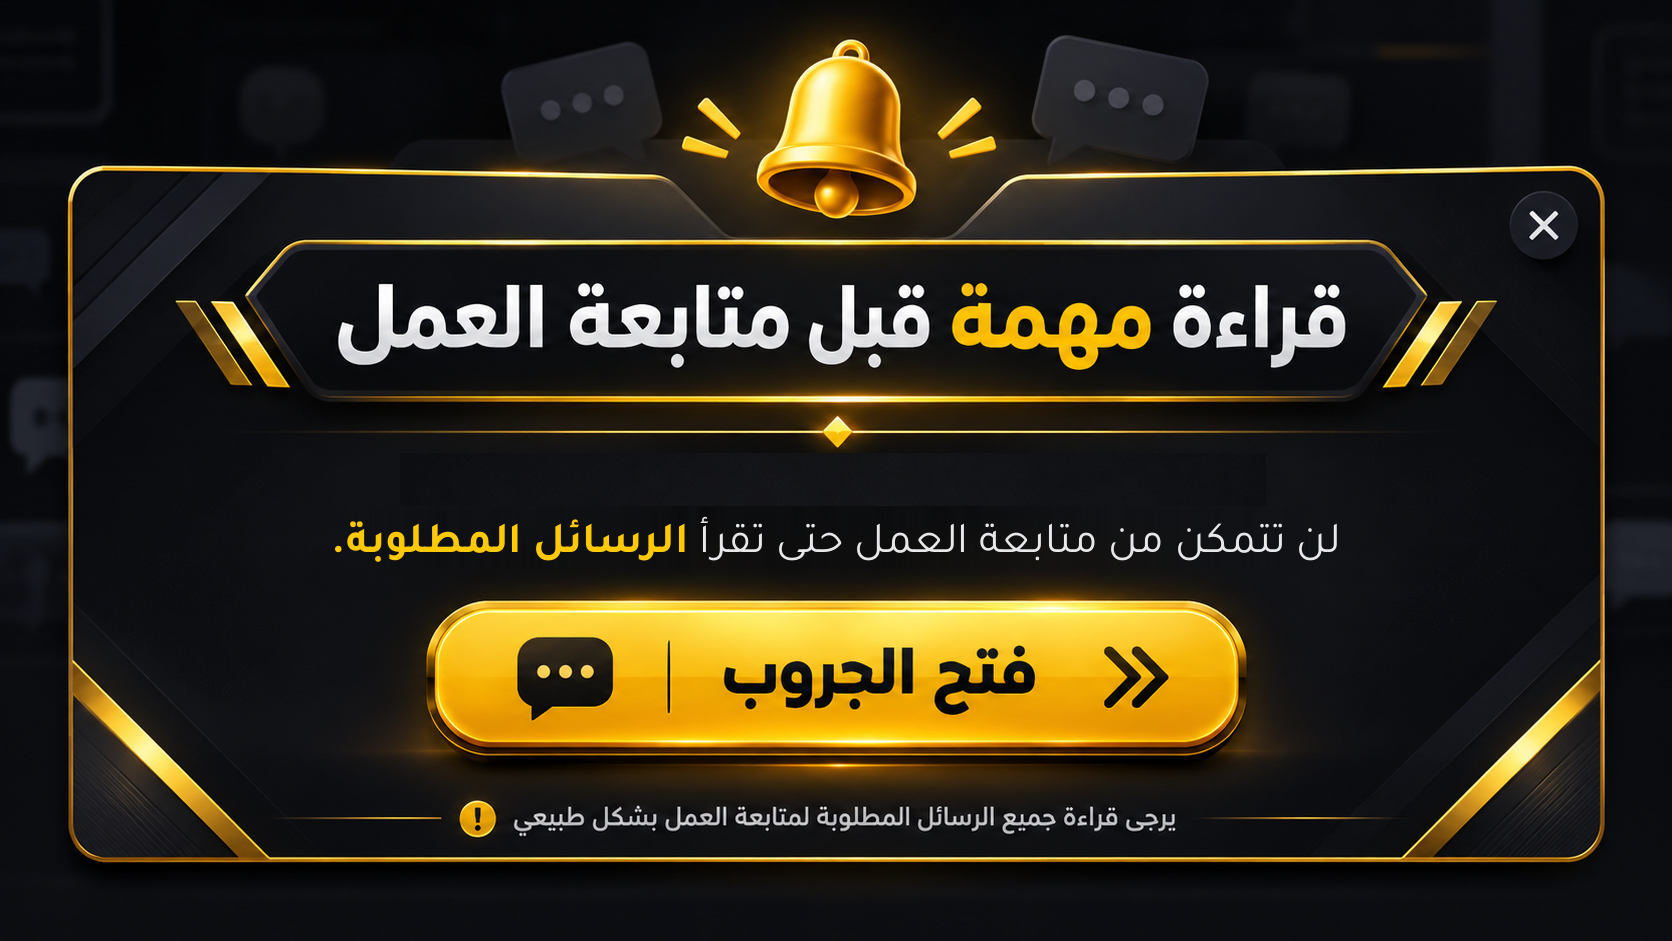 قراءة مهمة قبل متابعة العمل
لن تتمكن من متابعة العمل حتى تقرأ الرسائل المطلوبة.
فتح الجروب
يرجى قراءة جميع الرسائل المطلوبة لمتابعة العمل بشكل طبيعي